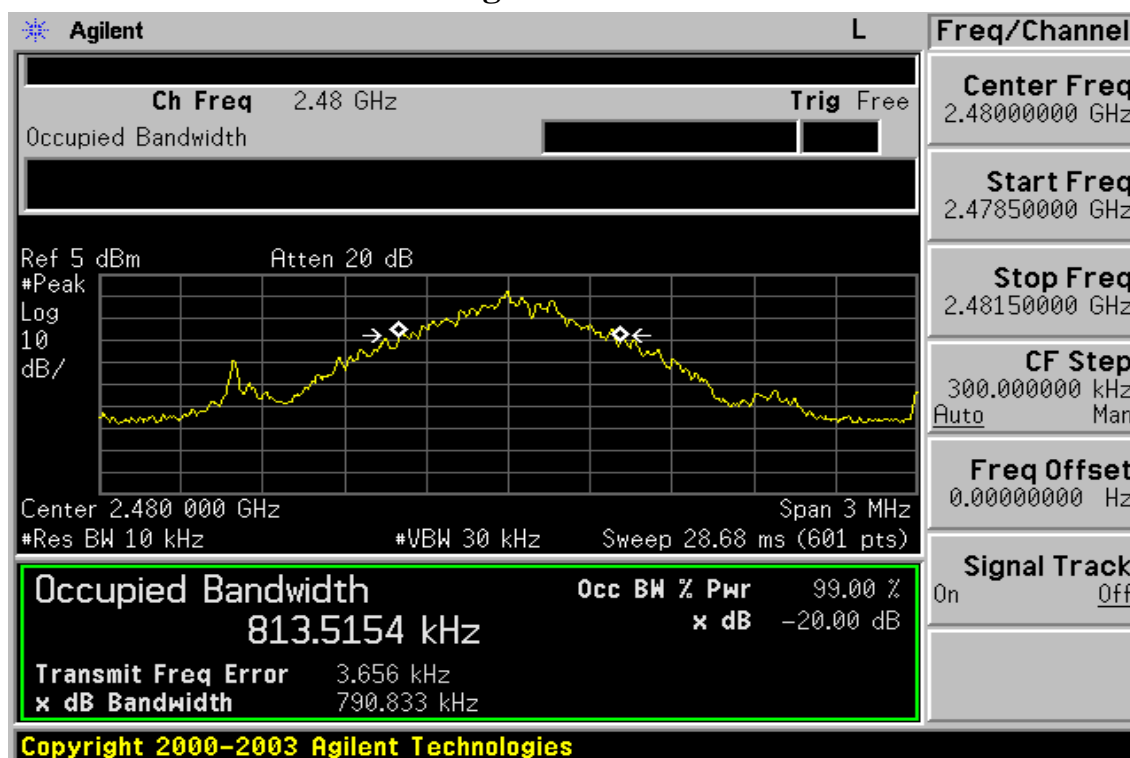 Agilent L
Freq/Channel
Ch Freq 2.48 GHz Trig Free
Occupied Bandwidth
Center Freq
2.48000000 GHz
Start Freq
2.47850000 GHz
Stop Freq
2.48150000 GHz
CF Step
300.000000 kHz
Auto Man
Freq Offset
0.00000000 Hz
Signal Track
On Off
Ref 5 dBm Atten 20 dB
#Peak
Log
10
dB/
Center 2.480 000 GHz Span 3 MHz
#Res BW 10 kHz #VBW 30 kHz Sweep 28.68 ms (601 pts)
Occupied Bandwidth Occ BW % Pwr 99.00 %
813.5154 kHz x dB -20.00 dB
Transmit Freq Error 3.656 kHz
x dB Bandwidth 790.833 kHz
Copyright 2000-2003 Agilent Technologies